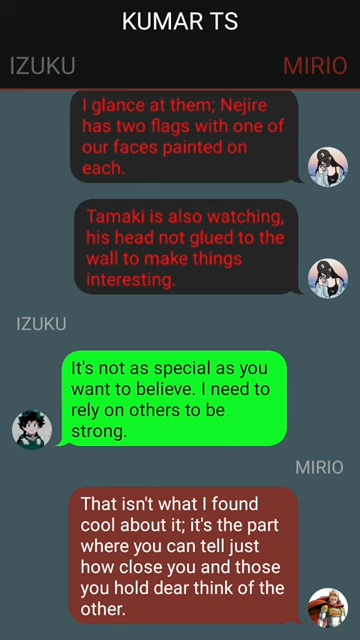 KUMAR TS
IZUKU MIRIO
I glance at them; Nejire
has two flags with one of
our faces painted on
each.
Tamaki is also watching,
his head not glued to the
wall to make things
interesting.
IZUKU
It's not as special as you
want to believe. I need to
rely on others to be
strong.
MIRIO
That isn't what I found
cool about it; it's the part
where you can tell just
how close you and those
you hold dear think of the
other.